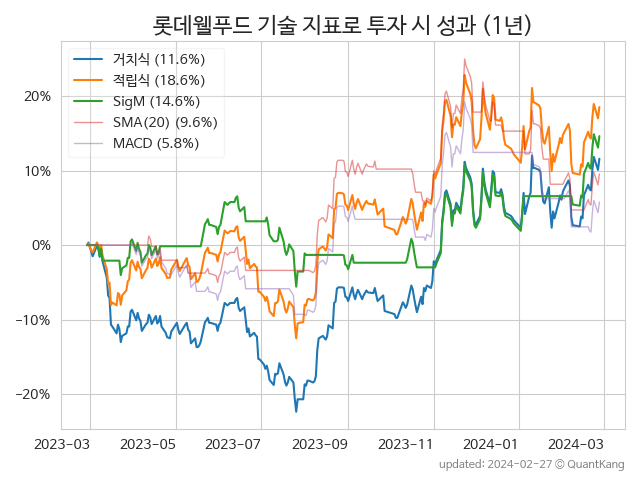 롯데웰푸드 기술 지표로 투자 시 성과 (1년)
거치식 (11.6%)
적립식 (18.6%)
SigM (14.6%)
SMA(20) (9.6%)
MACD (5.8%)
20%
10%
0%
−10%
−20%
2023-03 2023-05 2023-07 2023-09 2023-11 2024-01 2024-03
updated: 2024-02-27 © QuantKang